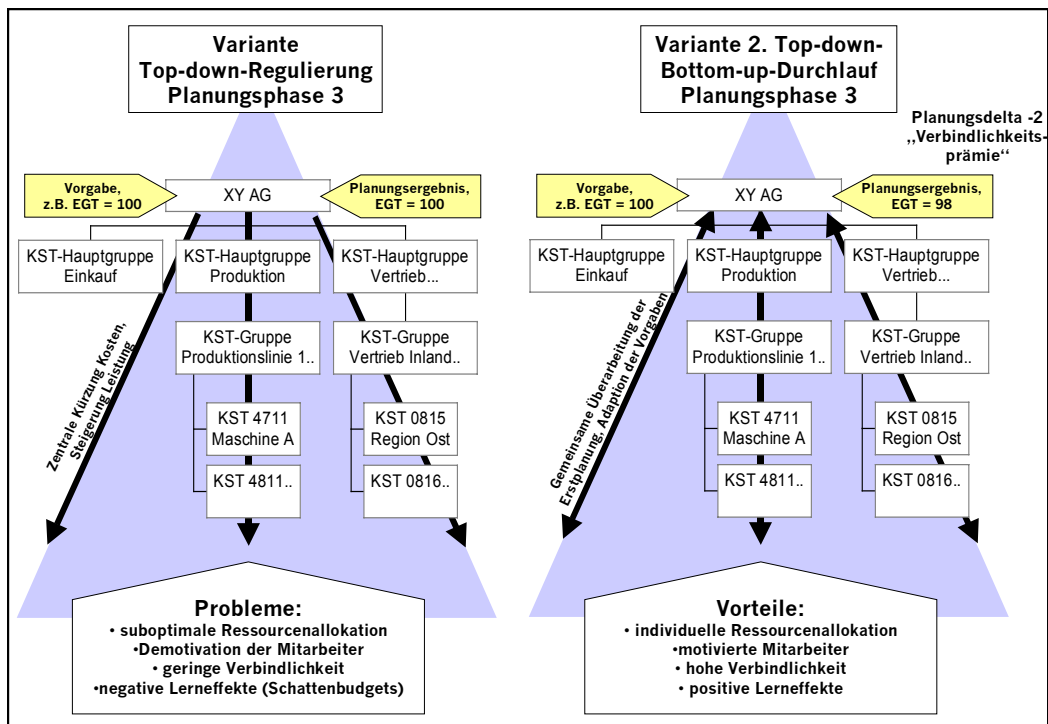 Variante
Top-down-Regulierung
Planungsphase 3
Vorgabe,
z.B. EGT = 100
XY AG
Planungsergebnis,
EGT = 100
KST-Hauptgruppe
Einkauf
KST-Hauptgruppe
Produktion
KST-Hauptgruppe
Vertrieb...
KST-Gruppe
Produktionslinie 1..
KST-Gruppe
Vertrieb Inland..
KST 4711
Maschine A
KST 0815
Region Ost
KST 4811..
KST 0816..
Zentrale Kürzung Kosten,
Steigerung Leistung
Probleme:
• suboptimale Ressourcenallokation
•Demotivation der Mitarbeiter
• geringe Verbindlichkeit
•negative Lerneffekte (Schattenbudgets)
Variante 2. Top-down-
Bottom-up-Durchlauf
Planungsphase 3
Planungsdelta -2
„Verbindlichkeits-
prämie“
Vorgabe,
z.B. EGT = 100
XY AG
Planungsergebnis,
EGT = 98
KST-Hauptgruppe
Einkauf
KST-Hauptgruppe
Produktion
KST-Hauptgruppe
Vertrieb...
KST-Gruppe
Produktionslinie 1..
KST-Gruppe
Vertrieb Inland..
KST 4711
Maschine A
KST 0815
Region Ost
KST 4811..
KST 0816..
Gemeinsame Überarbeitung der
Erstplanung, Adaption der Vorgaben
Vorteile:
• individuelle Ressourcenallokation
• motivierte Mitarbeiter
• hohe Verbindlichkeit
• positive Lerneffekte